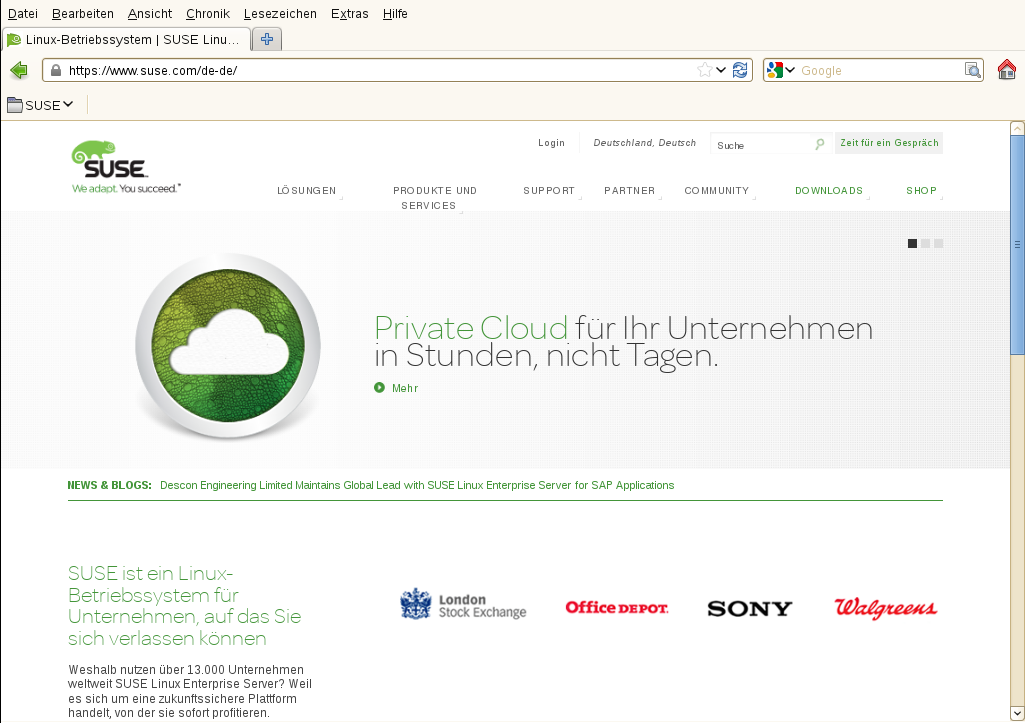 Datei Bearbeiten Ansicht Chronik Lesezeichen Extras Hilfe
Linux-Betriebssystem | SUSE Linu...
https://www.suse.com/de-de/
Google
SUSE
Login
Deutschland, Deutsch
Suche
Zeit für ein Gespräch
SUSE
We adapt. You succeed.
LÖSUNGEN
PRODUKTE UND
SERVICES
SUPPORT
PARTNER
COMMUNITY
DOWNLOADS
SHOP
Private Cloud für Ihr Unternehmen
in Stunden, nicht Tagen.
Mehr
NEWS & BLOGS: Descon Engineering Limited Maintains Global Lead with SUSE Linux Enterprise Server for SAP Applications
SUSE ist ein Linux-
Betriebssystem für
Unternehmen, auf das Sie
sich verlassen können
London
Stock Exchange
Office DEPOT.
SONY
Walgreens
Weshalb nutzen über 13.000 Unternehmen
weltweit SUSE Linux Enterprise Server? Weil
es sich um eine zukunftssichere Plattform
handelt, von der sie sofort profitieren.